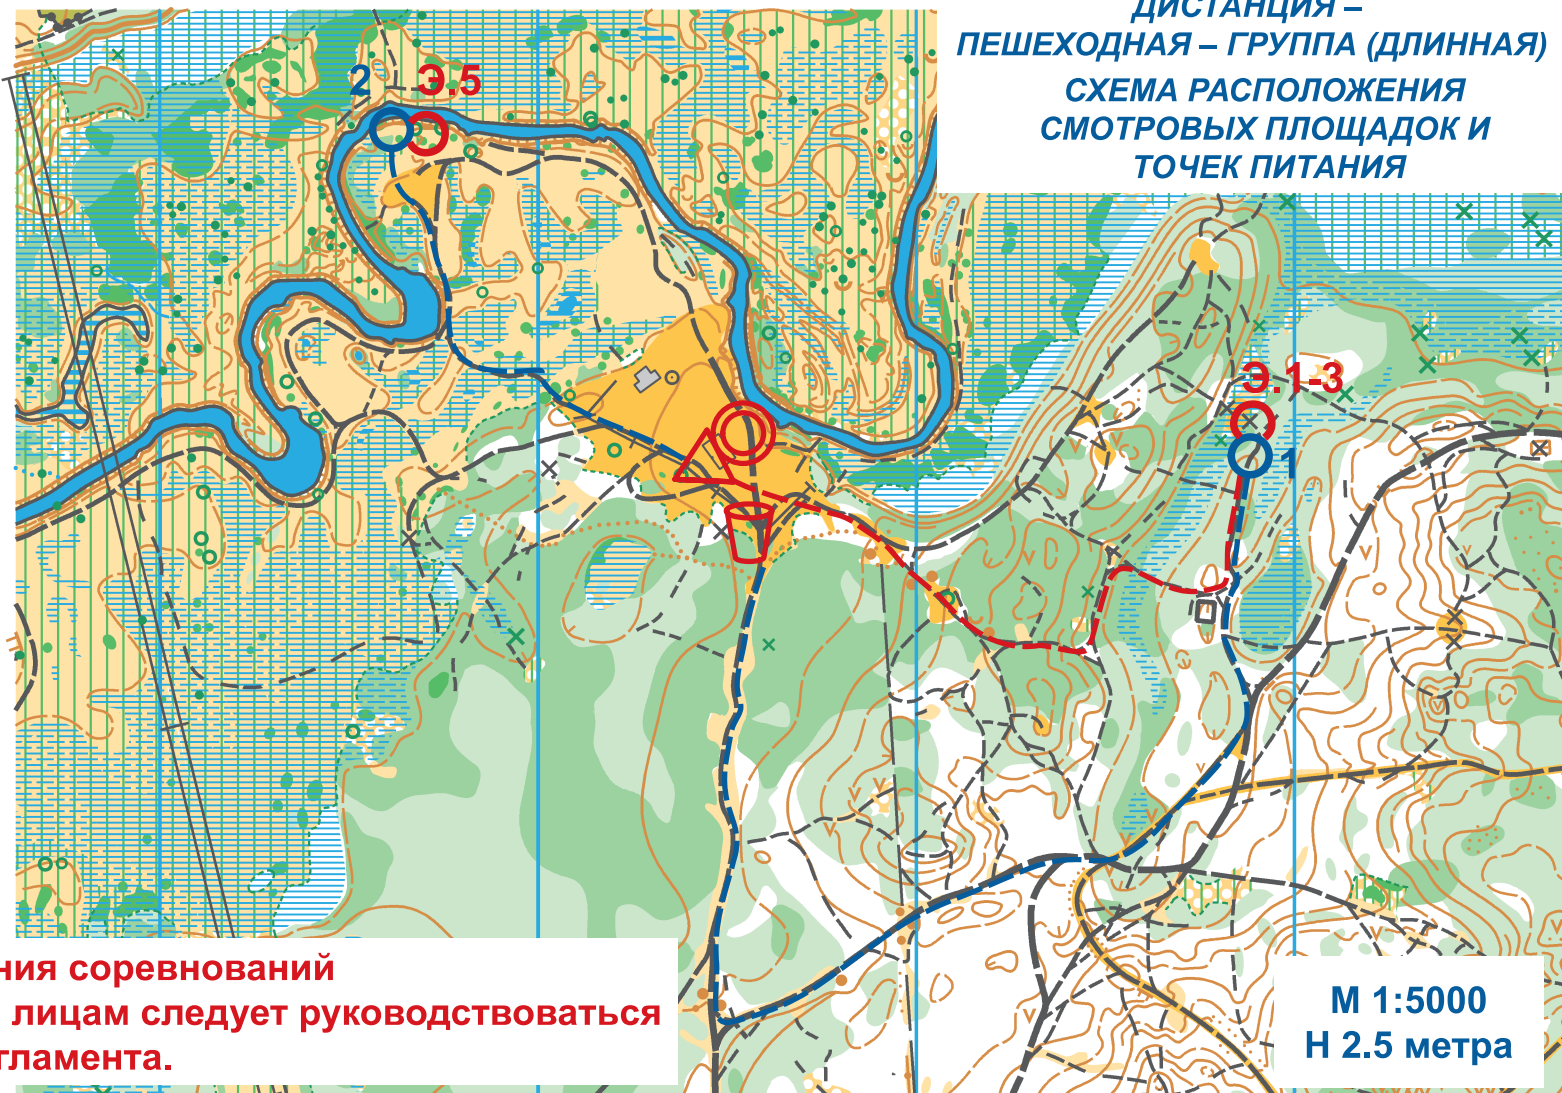 ДИСТАНЦИЯ –
ПЕШЕХОДНАЯ – ГРУППА (ДЛИННАЯ)
СХЕМА РАСПОЛОЖЕНИЯ
СМОТРОВЫХ ПЛОЩАДОК И
ТОЧЕК ПИТАНИЯ
2 Э.5
Э.1-3
1
ния соревнований
лицам следует руководствоваться
гламента.
М 1:5000
Н 2.5 метра